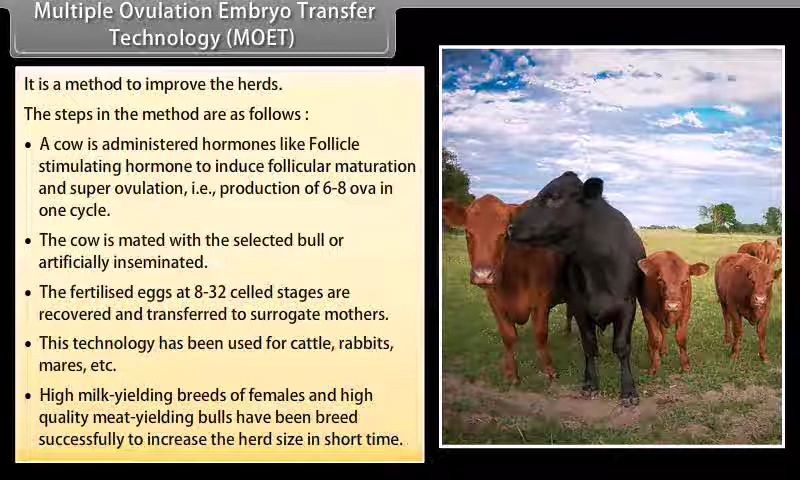 Multiple Ovulation Embryo Transfer
Technology (MOET)
It is a method to improve the herds.
The steps in the method are as follows :
• A cow is administered hormones like Follicle
stimulating hormone to induce follicular maturation
and super ovulation, i.e., production of 6-8 ova in
one cycle.
• The cow is mated with the selected bull or
artificially inseminated.
• The fertilised eggs at 8-32 celled stages are
recovered and transferred to surrogate mothers.
• This technology has been used for cattle, rabbits,
mares, etc.
• High milk-yielding breeds of females and high
quality meat-yielding bulls have been breed
successfully to increase the herd size in short time.